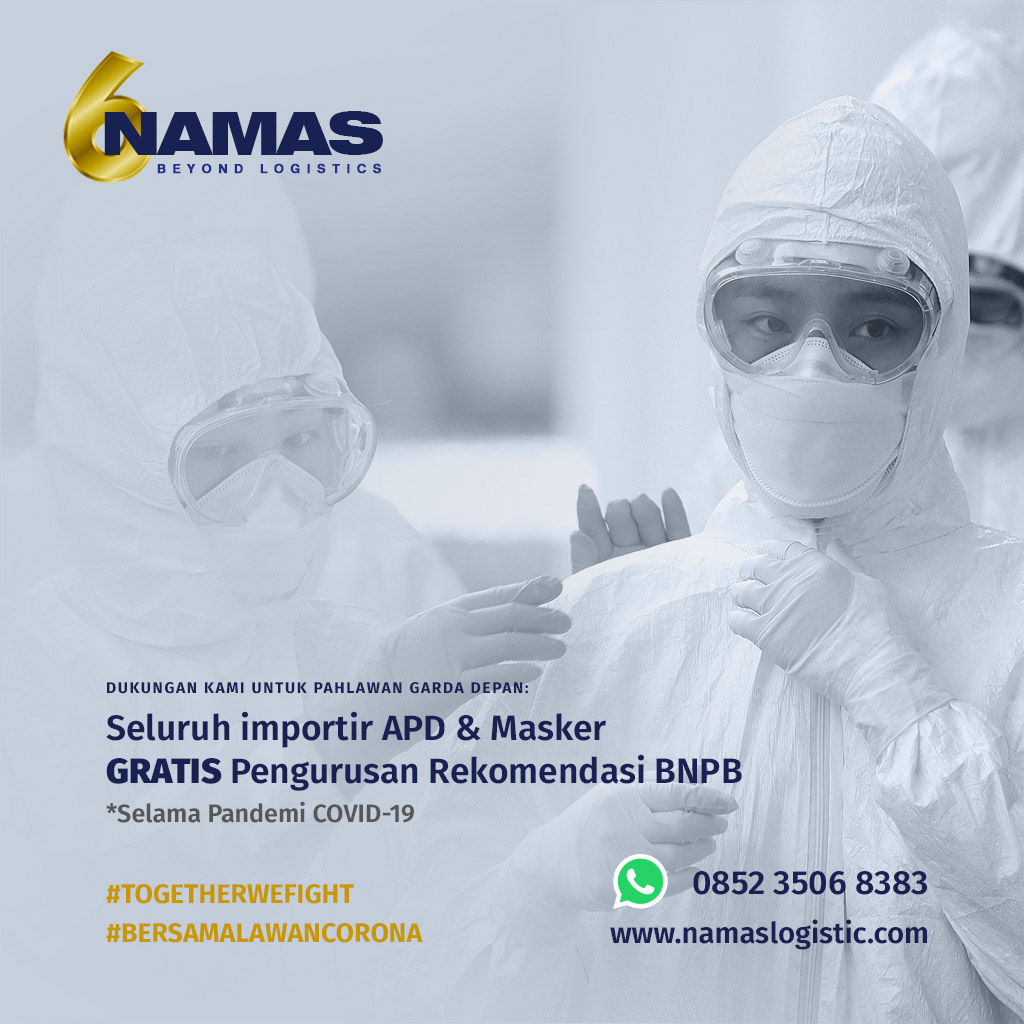 6 NAMAS
BEYOND LOGISTICS
DUKUNGAN KAMI UNTUK PAHLAWAN GARDA DEPAN:
Seluruh importir APD & Masker
GRATIS Pengurusan Rekomendasi BNPB
*Selama Pandemi COVID-19
#TOGETHERWEFIGHT
#BERSAMALAWANCORONA
0852 3506 8383
www.namaslogistic.com